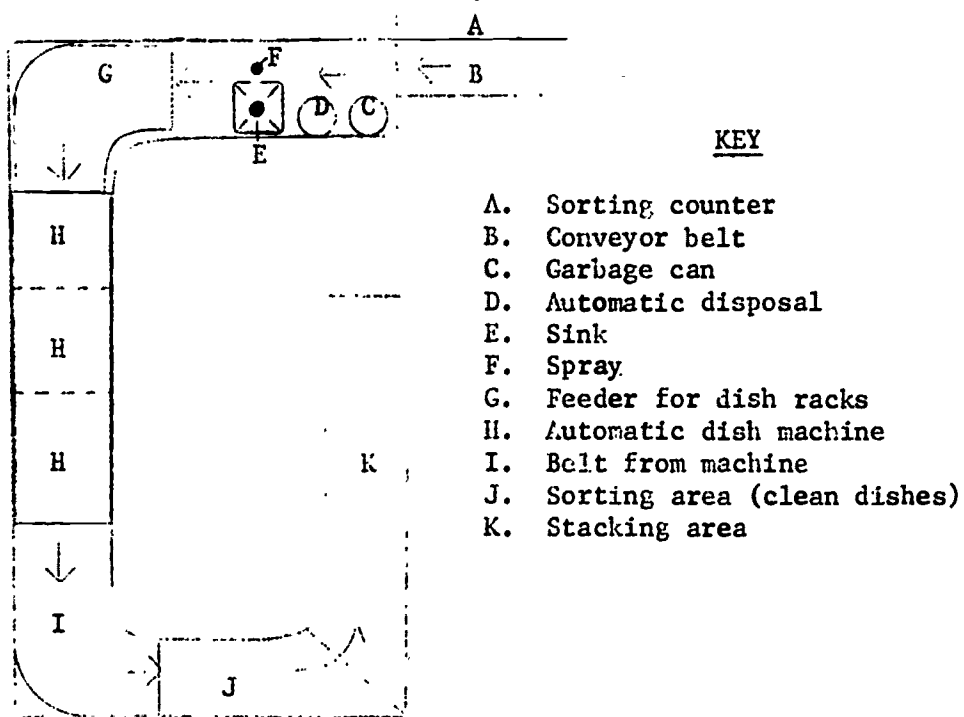 A
F
G
B
D
C
E
KEY
H
A. Sorting counter
B. Conveyor belt
C. Garbage can
D. Automatic disposal
E. Sink
H
F. Spray
G. Feeder for dish racks
H. Automatic dish machine
H
K
I. Belt from machine
J. Sorting area (clean dishes)
K. Stacking area
I
J